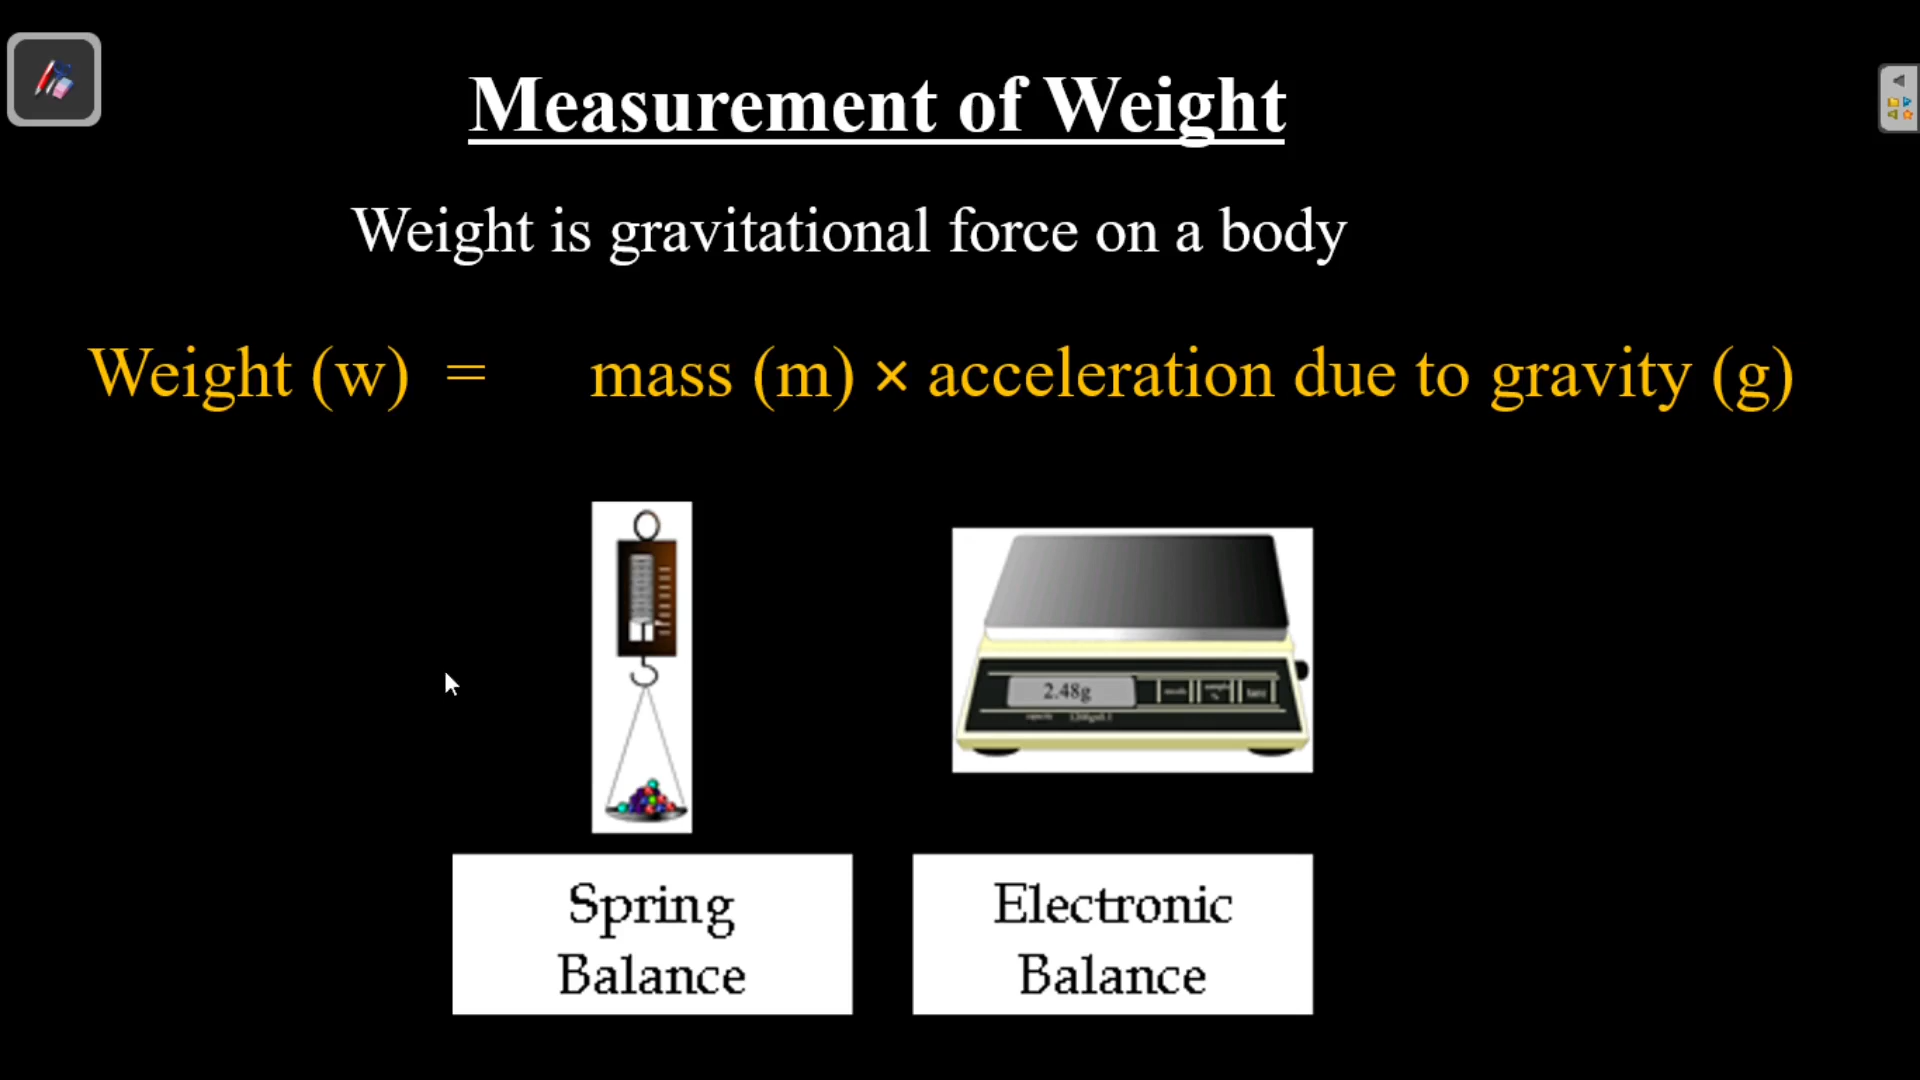 Measurement of Weight
Weight is gravitational force on a body
Weight (w) = mass (m) × acceleration due to gravity (g)
2.48g
capacity
Spring
Balance
Electronic
Balance